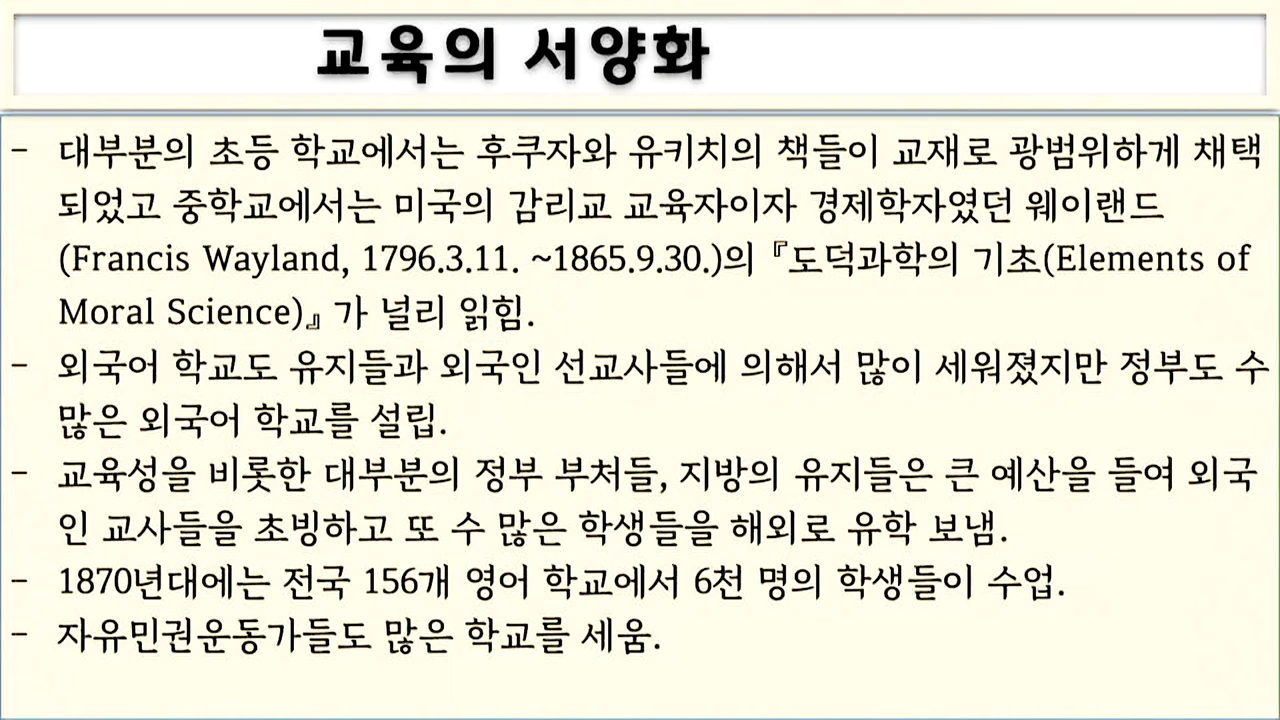 교육의 서양화
- 대부분의 초등 학교에서는 후쿠자와 유키치의 책들이 교재로 광범위하게 채택
되었고 중학교에서는 미국의 감리교 교육자이자 경제학자였던 웨이랜드
(Francis Wayland, 1796.3.11. ~1865.9.30.)의 『도덕과학의 기초(Elements of
Moral Science)』 가 널리 읽힘.
- 외국어 학교도 유지들과 외국인 선교사들에 의해서 많이 세워졌지만 정부도 수
많은 외국어 학교를 설립.
- 교육성을 비롯한 대부분의 정부 부처들, 지방의 유지들은 큰 예산을 들여 외국
인 교사들을 초빙하고 또 수 많은 학생들을 해외로 유학 보냄.
- 1870년대에는 전국 156개 영어 학교에서 6천 명의 학생들이 수업.
- 자유민권운동가들도 많은 학교를 세움.